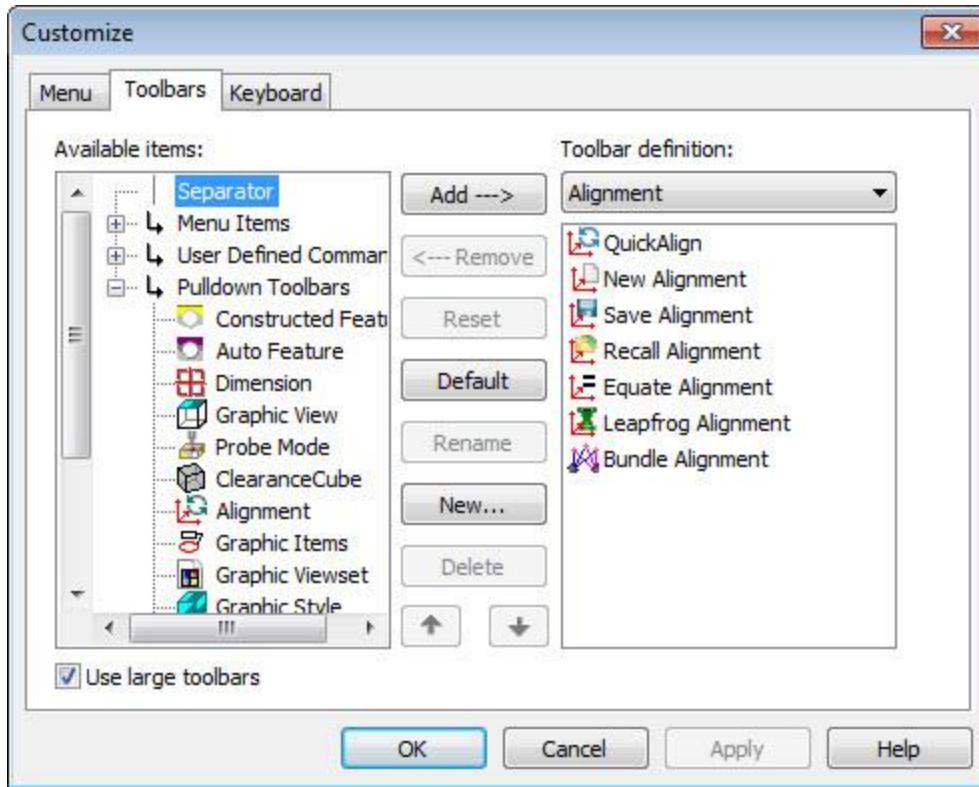 Customize
Menu
Toolbars
Keyboard
Available items:
Separator
Menu Items
User Defined Commar
Pulldown Toolbars
Constructed Featu
Auto Feature
Dimension
Graphic View
Probe Mode
ClearanceCube
Alignment
Graphic Items
Graphic Viewset
Graphic Style
Add --->
<--- Remove
Reset
Default
Rename
New...
Delete
Toolbar definition:
Alignment
QuickAlign
New Alignment
Save Alignment
Recall Alignment
Equate Alignment
Leapfrog Alignment
Bundle Alignment
Use large toolbars
OK
Cancel
Apply
Help